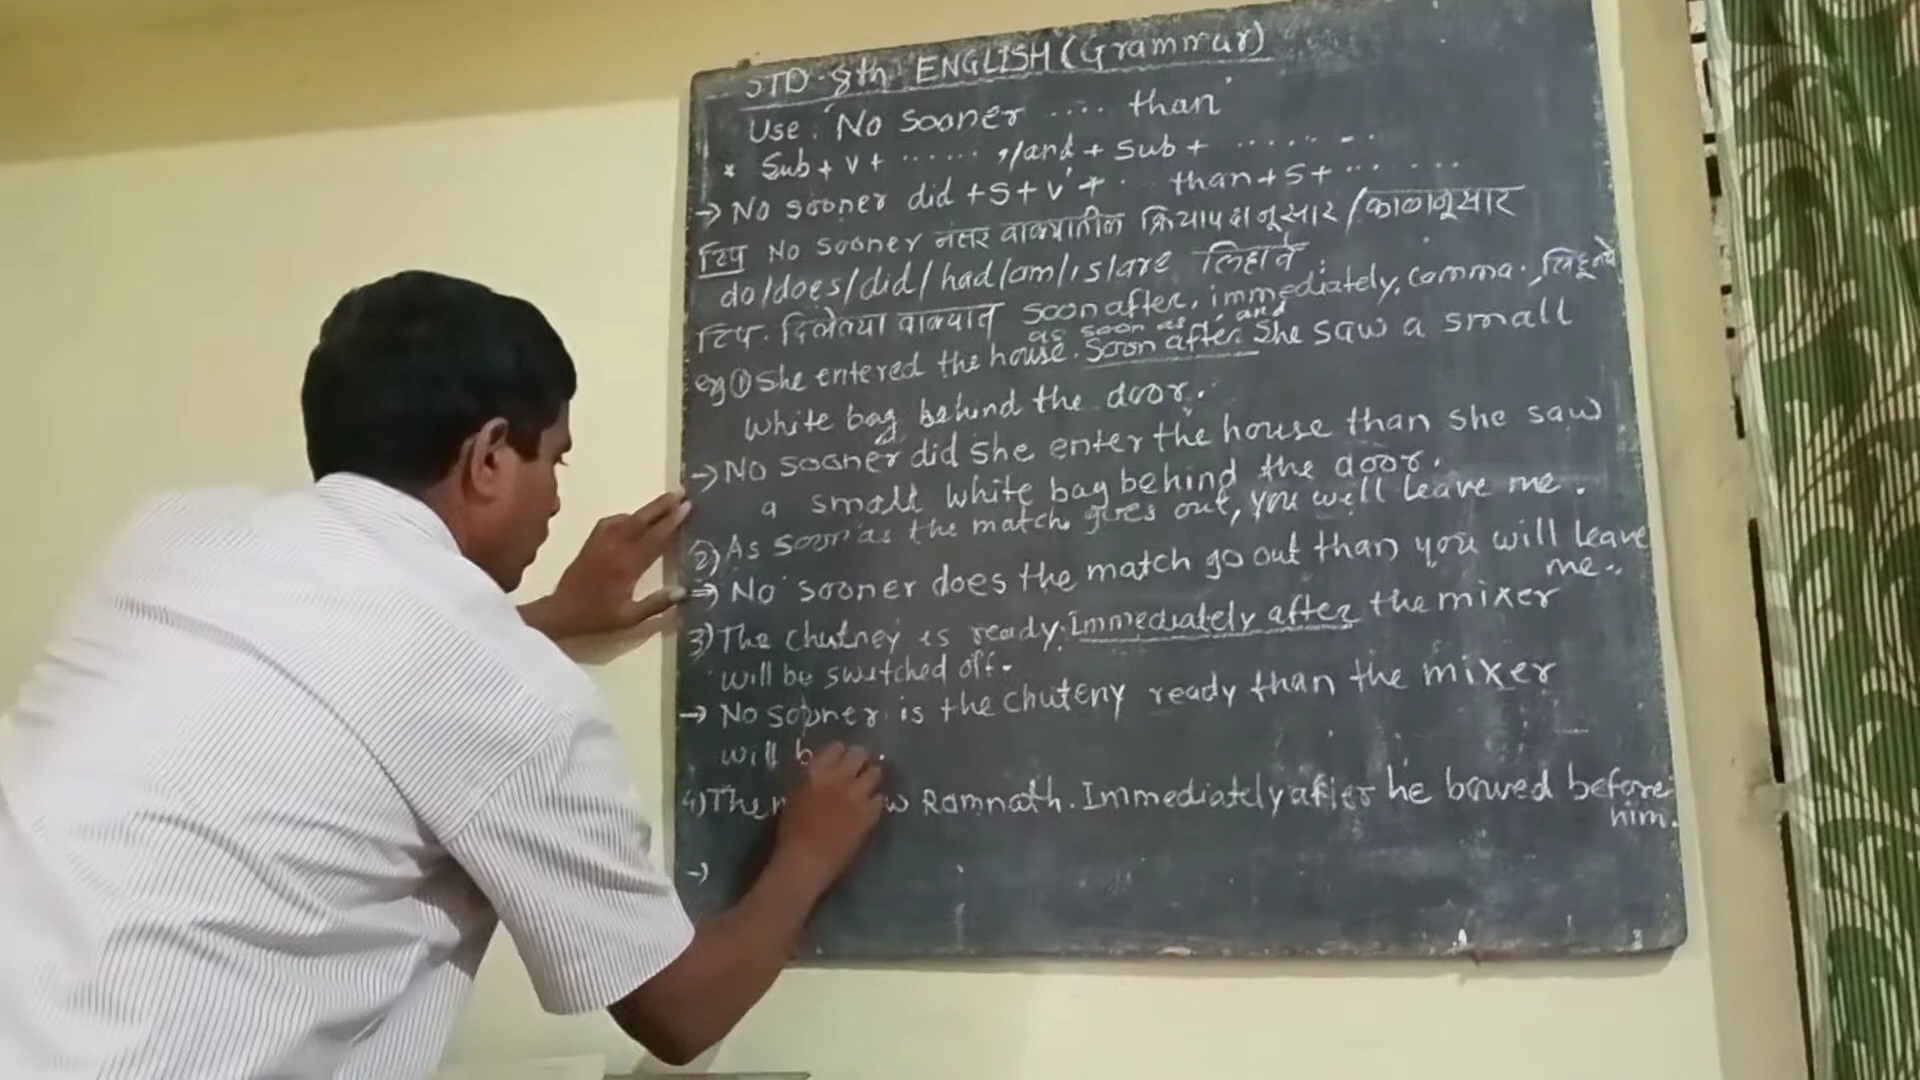 STD-8th ENGLISH (Grammar)
Use. 'No sooner .... than'
* Sub + V + ...... ,/and + Sub + .......
→ No sooner did + S + V' + .. than + S + ......
टिप No sooner नंतर वाक्यातील क्रियापदानूसार /काळानूसार
do/does/did/had/am/is/are लिहावे.
टिप. दिलेल्या वाक्यात soon after, immediately, comma, लिहू नये
as soon as, and
eg ① She entered the house. Soon after. She saw a small
white bag behind the door.
→ No sooner did she enter the house than she saw
a small white bag behind the door.
2) As soon as the match goes out, you will leave me.
⇒ No sooner does the match go out than you will leave
me.
3) The chutney is ready. Immediately after the mixer
will be switched off.
→ No sooner is the chuteny ready than the mixer
will b
4) The Ramnath. Immediately after he bowed before
him.
→